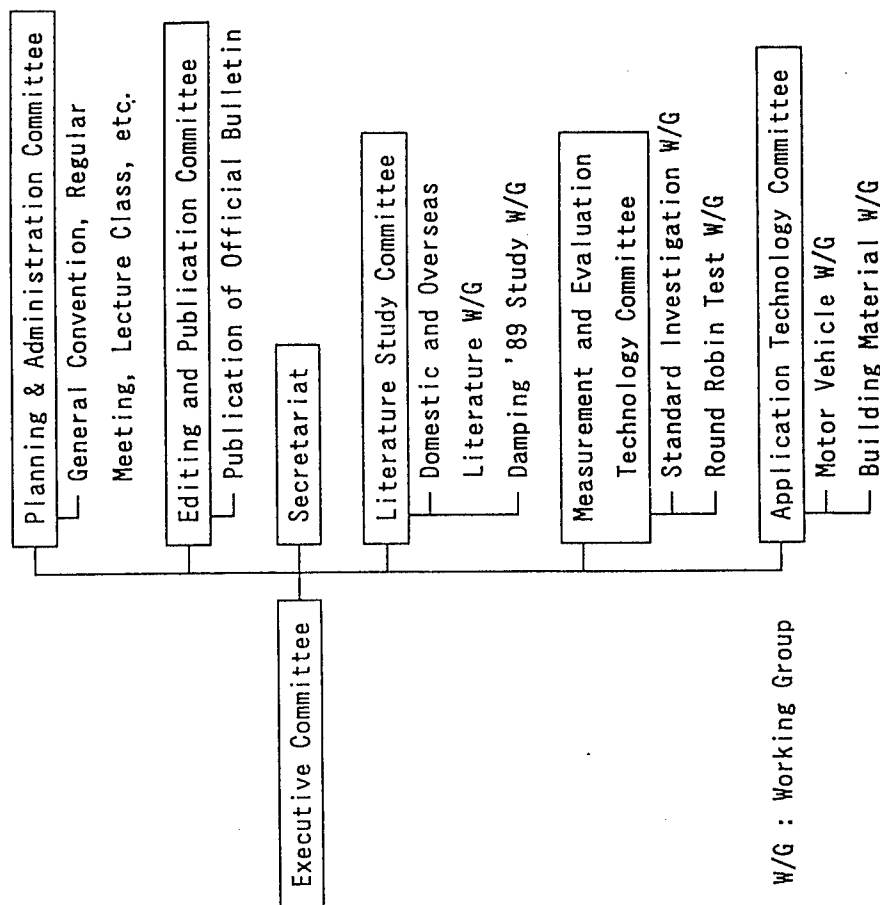 Planning & Administration Committee
General Convention, Regular
Meeting, Lecture Class, etc.
Editing and Publication Committee
Publication of Official Bulletin
Executive Committee
Secretariat
Literature Study Committee
Domestic and Overseas
Literature W/G
Damping '89 Study W/G
Measurement and Evaluation
Technology Committee
Standard Investigation W/G
Round Robin Test W/G
Application Technology Committee
Motor Vehicle W/G
Building Material W/G
W/G : Working Group